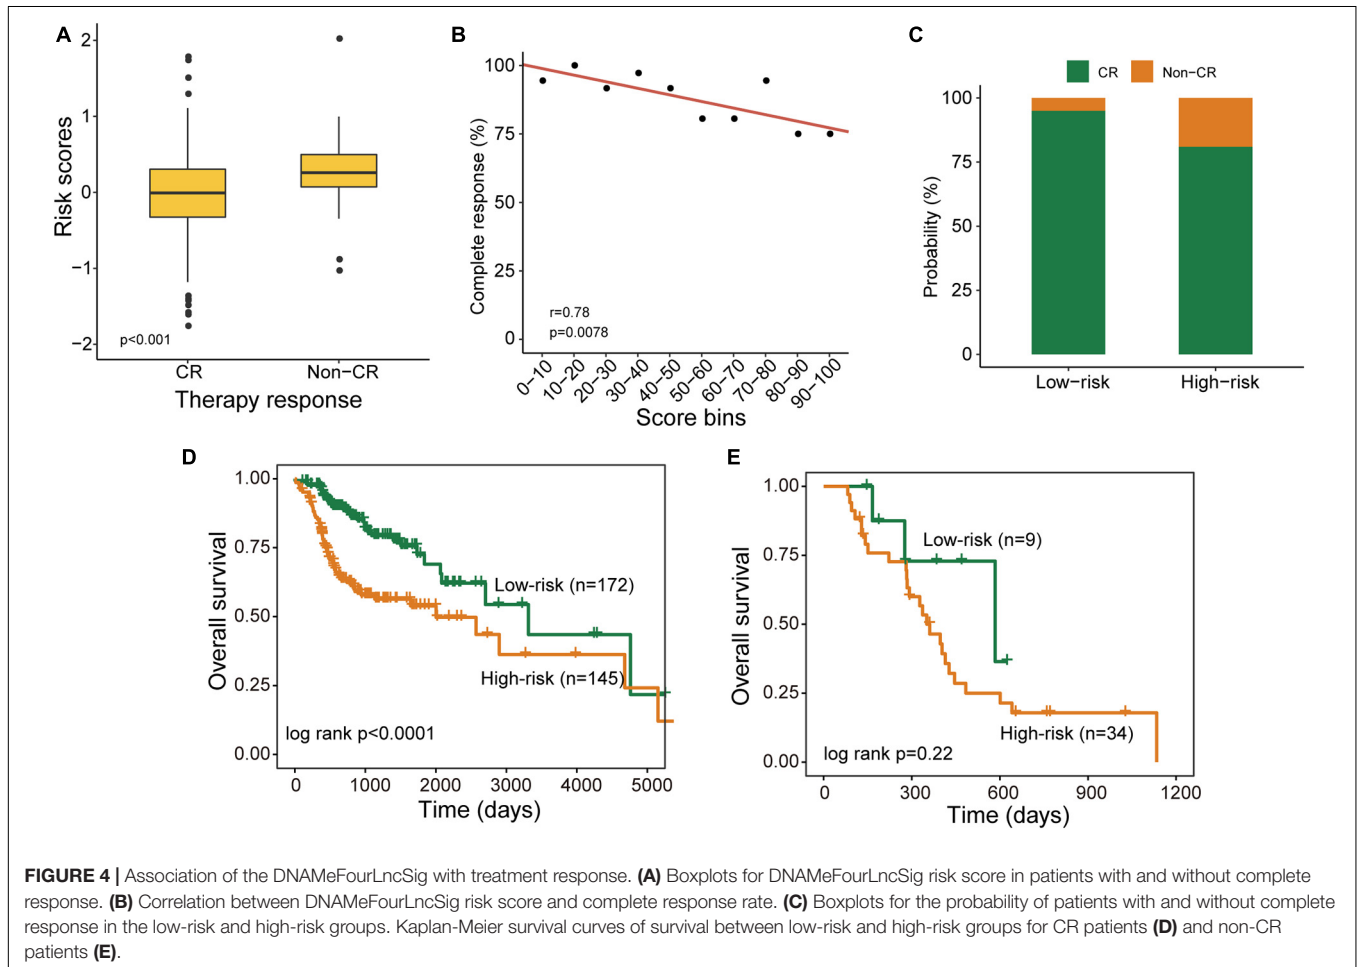 A
2
1
0
−1
−2
Risk scores
p<0.001
CR
Non−CR
Therapy response
B
100
75
50
25
0
Complete response (%)
r=0.78
p=0.0078
0−10
10−20
20−30
30−40
40−50
50−60
60−70
70−80
80−90
90−100
Score bins
C
CR
Non−CR
100
75
50
25
0
Probability (%)
Low−risk
High−risk
D
1.00
0.75
0.50
0.25
0.00
Overall survival
Low-risk (n=172)
High-risk (n=145)
log rank p<0.0001
0 1000 2000 3000 4000 5000
Time (days)
E
1.00
0.75
0.50
0.25
0.00
Overall survival
Low-risk (n=9)
High-risk (n=34)
log rank p=0.22
0 300 600 900 1200
Time (days)
FIGURE 4 | Association of the DNAMeFourLncSig with treatment response. (A) Boxplots for DNAMeFourLncSig risk score in patients with and without complete
response. (B) Correlation between DNAMeFourLncSig risk score and complete response rate. (C) Boxplots for the probability of patients with and without complete
response in the low-risk and high-risk groups. Kaplan-Meier survival curves of survival between low-risk and high-risk groups for CR patients (D) and non-CR
patients (E).